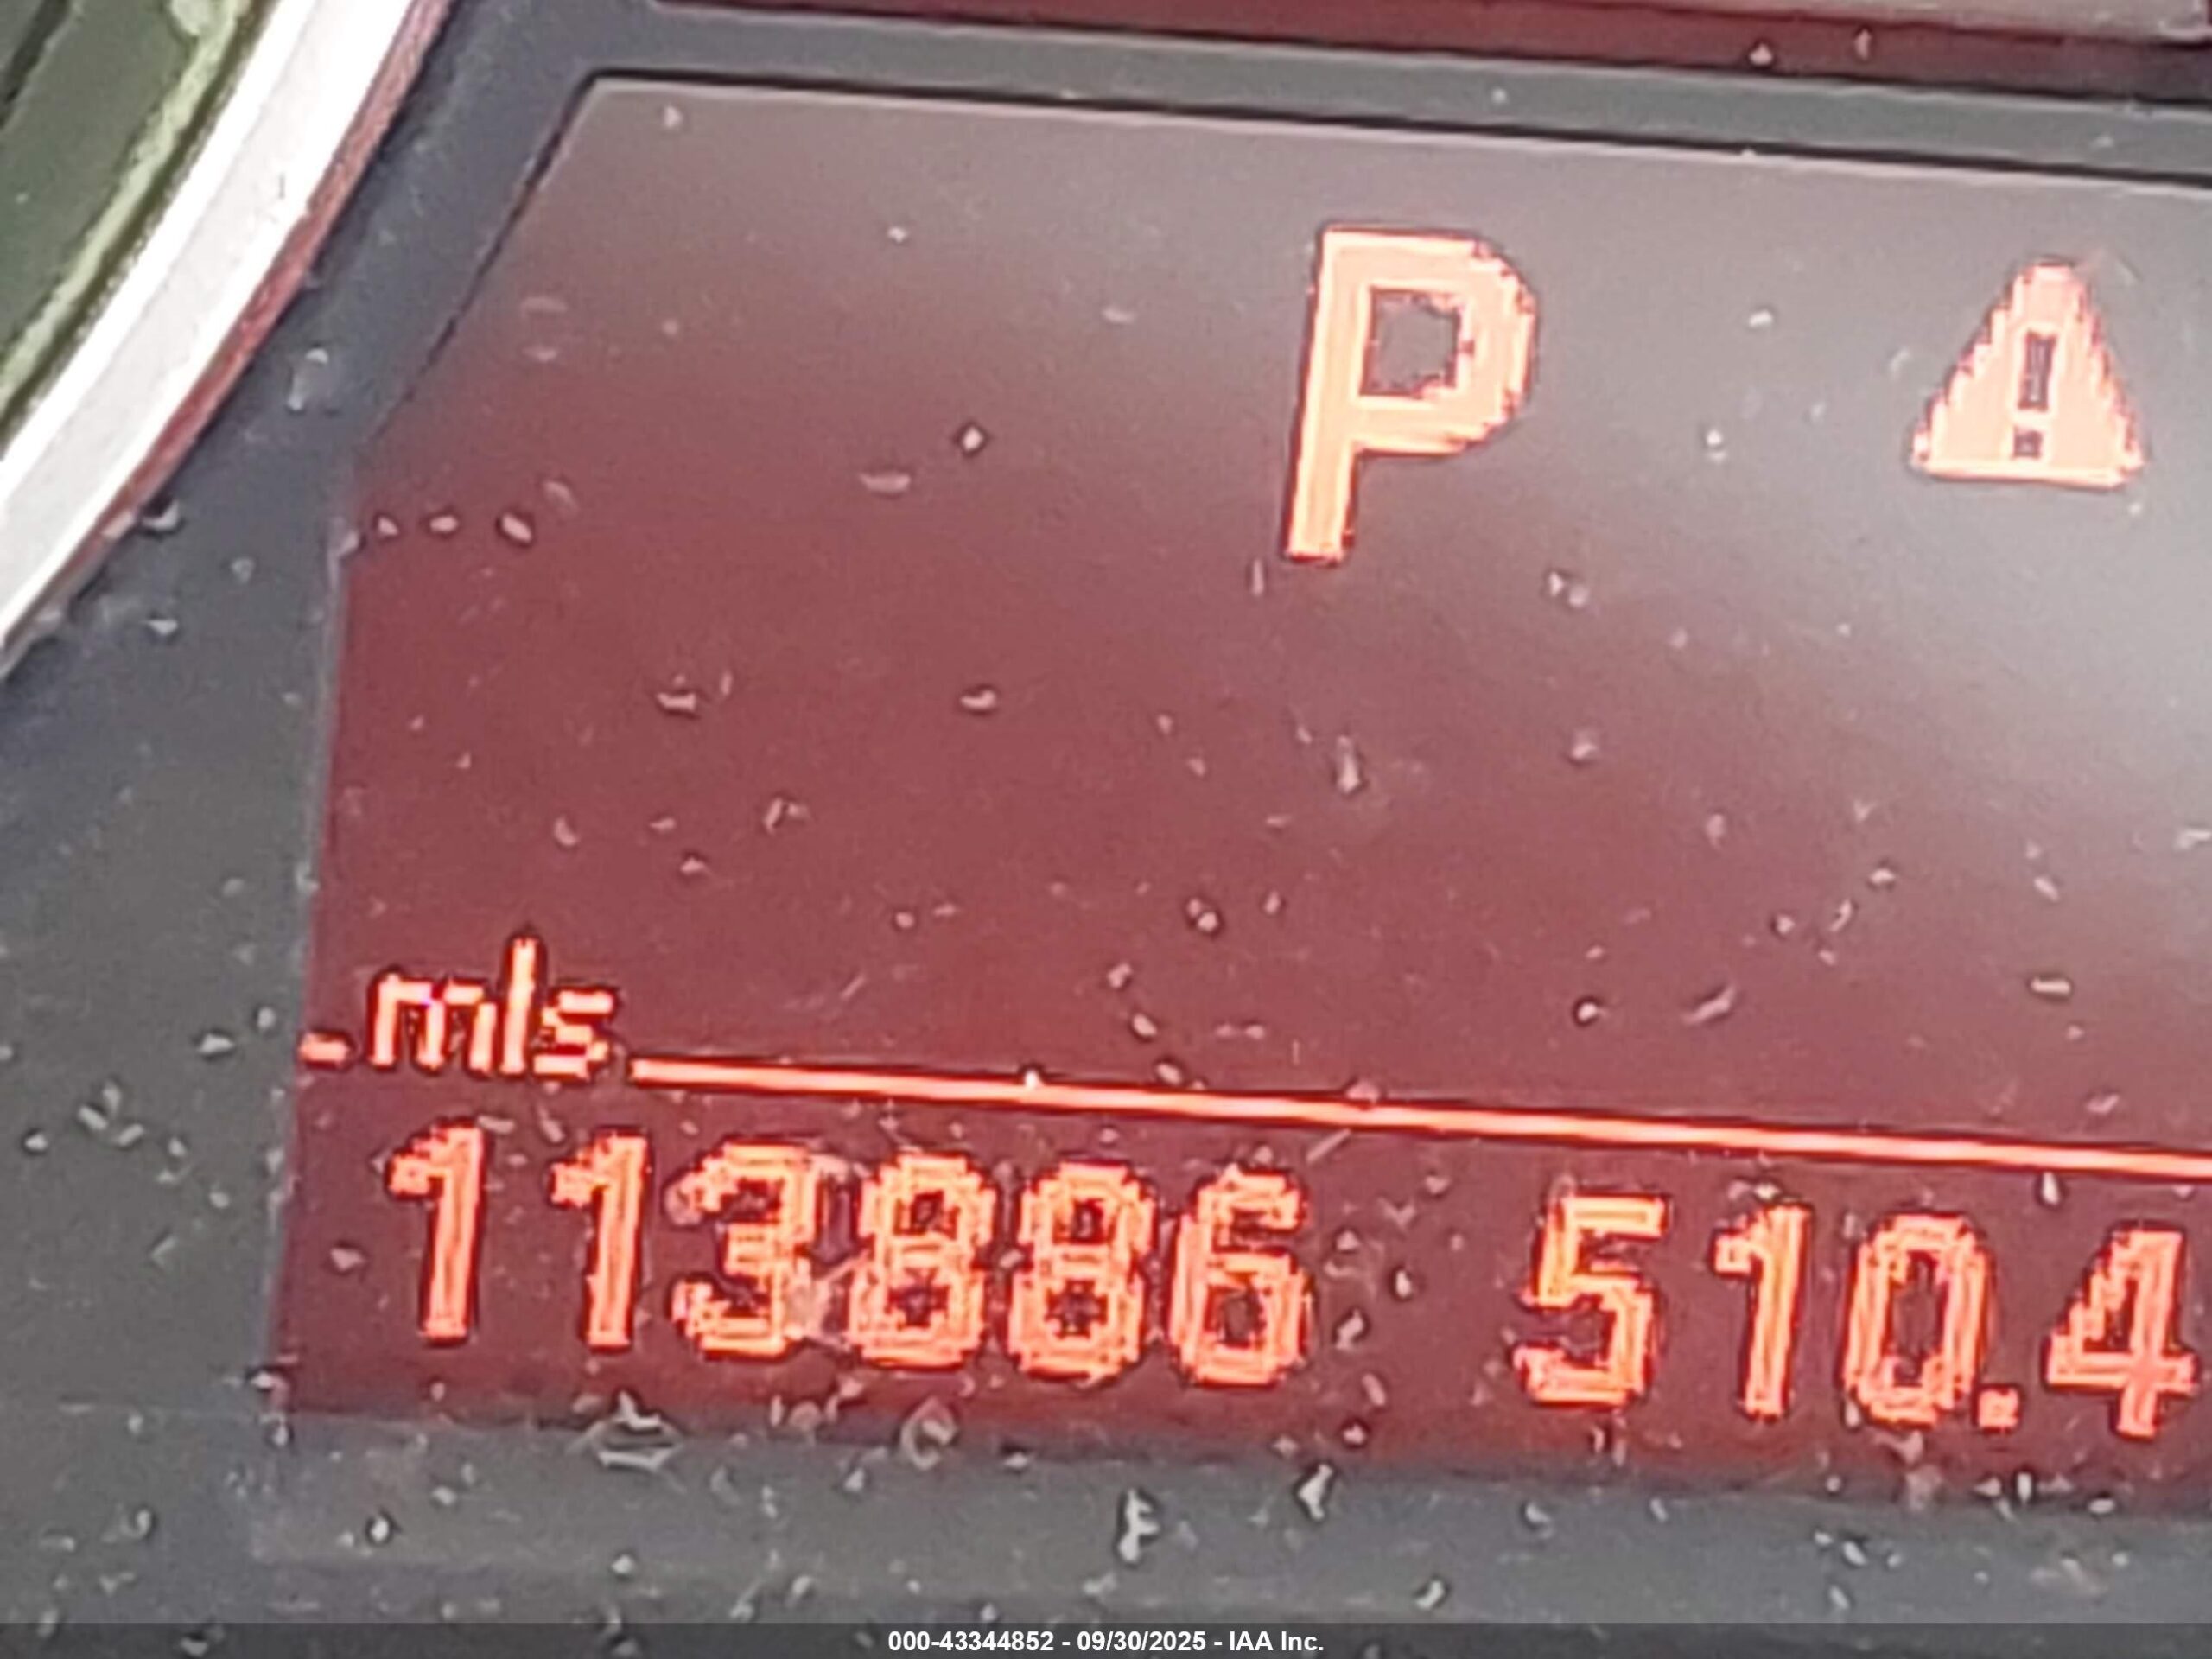 P
mls
113886 510.4
000-43344852 - 09/30/2025 - IAA Inc.